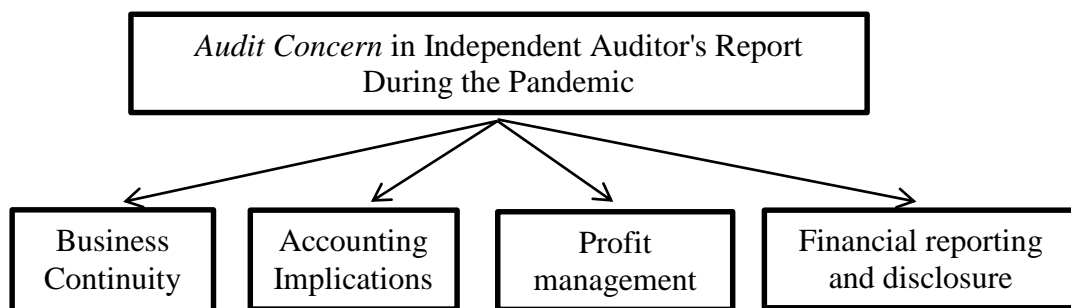 Audit Concern in Independent Auditor's Report
During the Pandemic
Business
Continuity
Accounting
Implications
Profit
management
Financial reporting
and disclosure